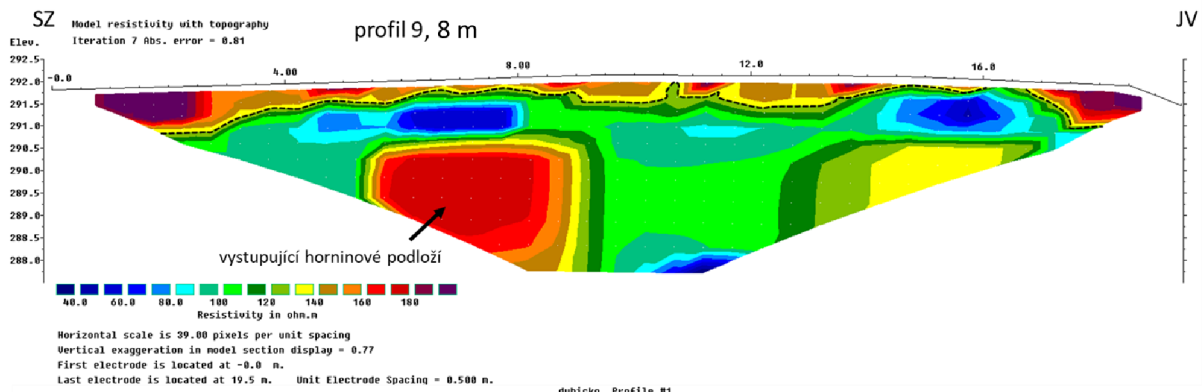 SZ
Model resistivity with topography
Iteration 7 Abs. error = 0.81
profil 9, 8 m
JV
Elev.
292.5
292.0
291.5
291.0
290.5
290.0
289.5
289.0
288.5
288.0
-0.0 4.00 8.00 12.0 16.0 m.
vystupující horninové podloží
40.0 60.0 80.0 100 120 140 160 180
Resistivity in ohm.m
Horizontal scale is 39.00 pixels per unit spacing
Vertical exaggeration in model section display = 0.77
First electrode is located at -0.0 m.
Last electrode is located at 19.5 m. Unit Electrode Spacing = 0.500 m.